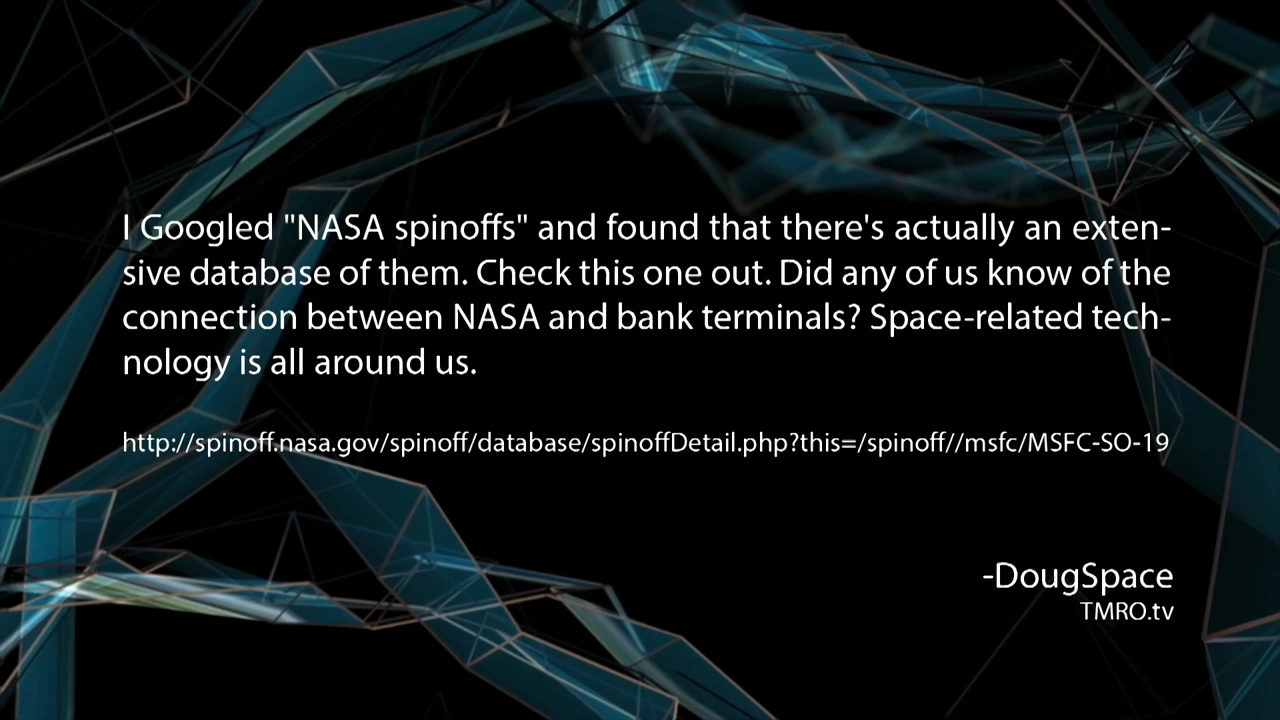 I Googled "NASA spinoffs" and found that there's actually an exten-
sive database of them. Check this one out. Did any of us know of the
connection between NASA and bank terminals? Space-related tech-
nology is all around us.
http://spinoff.nasa.gov/spinoff/database/spinoffDetail.php?this=/spinoff//msfc/MSFC-SO-19
-DougSpace
TMRO.tv